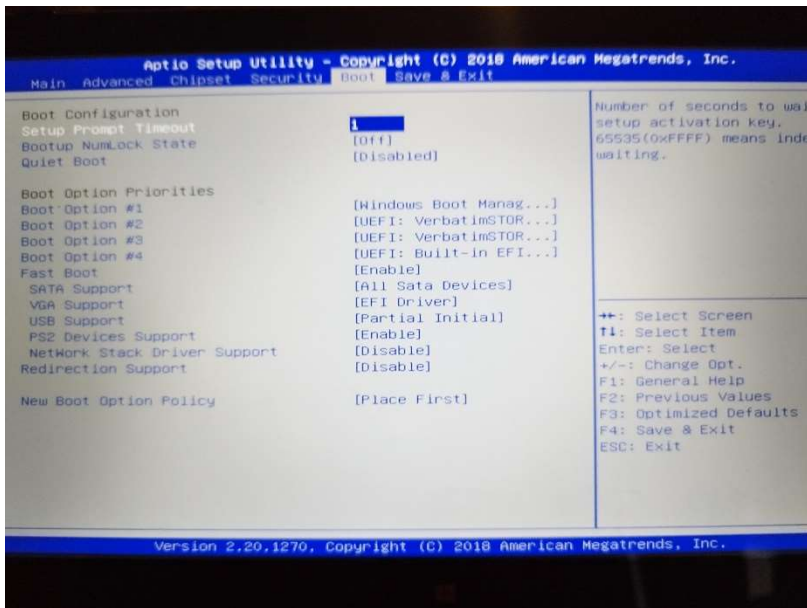 Aptio Setup Utility - Copyright (C) 2018 American Megatrends, Inc.
Main Advanced Chipset Security Boot Save & Exit
Boot Configuration
Setup Prompt Timeout 1
Bootup NumLock State [Off]
Quiet Boot [Disabled]
Boot Option Priorities
Boot Option #1 [Windows Boot Manag...]
Boot Option #2 [UEFI: VerbatimSTOR...]
Boot Option #3 [UEFI: VerbatimSTOR...]
Boot Option #4 [UEFI: Built-in EFI...]
Fast Boot [Enable]
SATA Support [All Sata Devices]
VGA Support [EFI Driver]
USB Support [Partial Initial]
PS2 Devices Support [Enable]
NetWork Stack Driver Support [Disable]
Redirection Support [Disable]
New Boot Option Policy [Place First]
Number of seconds to wai
setup activation key.
65535(0xFFFF) means inde
waiting.
→←: Select Screen
↑↓: Select Item
Enter: Select
+/-: Change Opt.
F1: General Help
F2: Previous Values
F3: Optimized Defaults
F4: Save & Exit
ESC: Exit
Version 2.20.1270. Copyright (C) 2018 American Megatrends, Inc.